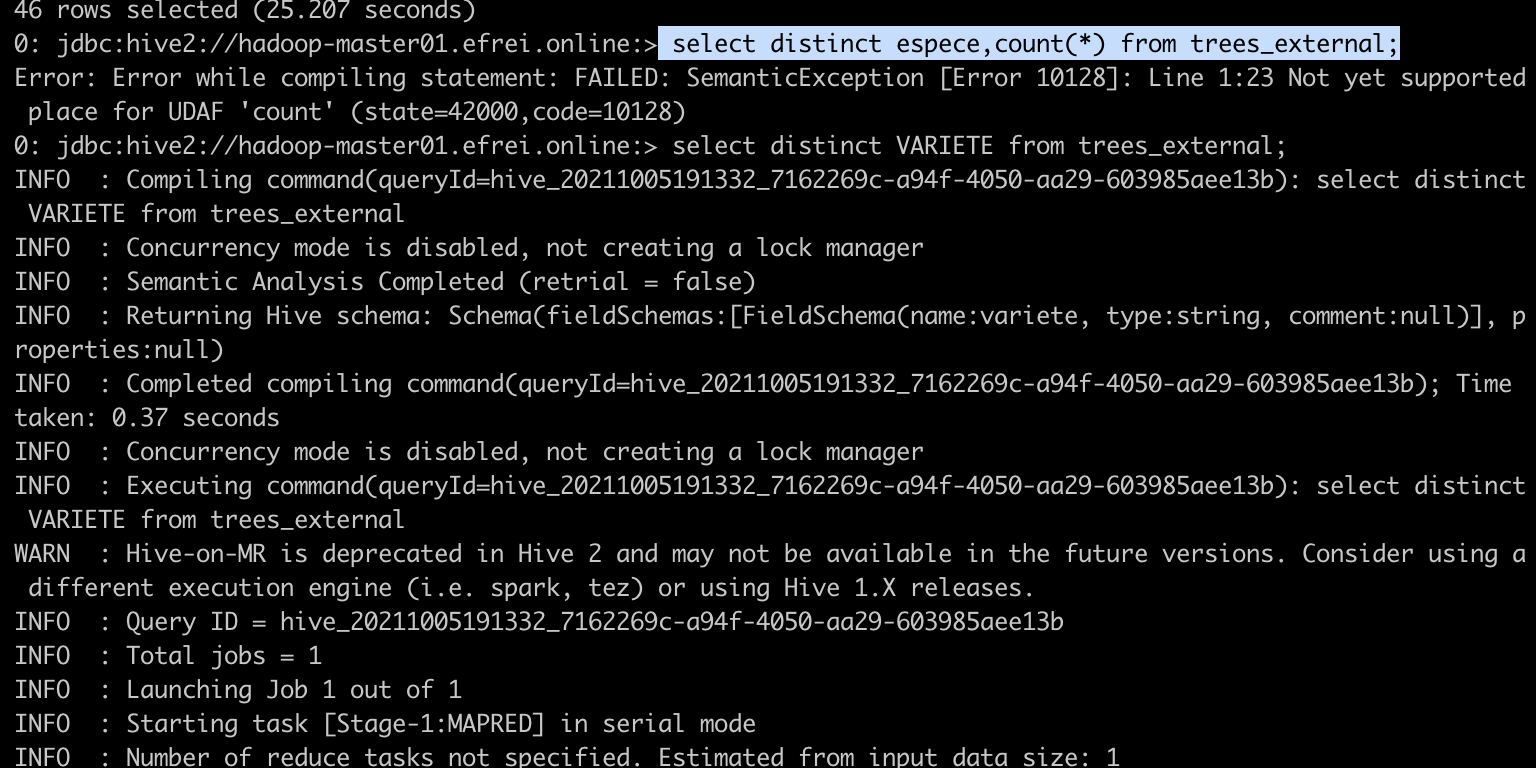 46 rows selected (25.207 seconds)
0: jdbc:hive2://hadoop-master01.efrei.online:> select distinct espece,count(*) from trees_external;
Error: Error while compiling statement: FAILED: SemanticException [Error 10128]: Line 1:23 Not yet supported
 place for UDAF 'count' (state=42000,code=10128)
0: jdbc:hive2://hadoop-master01.efrei.online:> select distinct VARIETE from trees_external;
INFO  : Compiling command(queryId=hive_20211005191332_7162269c-a94f-4050-aa29-603985aee13b): select distinct
 VARIETE from trees_external
INFO  : Concurrency mode is disabled, not creating a lock manager
INFO  : Semantic Analysis Completed (retrial = false)
INFO  : Returning Hive schema: Schema(fieldSchemas:[FieldSchema(name:variete, type:string, comment:null)], p
roperties:null)
INFO  : Completed compiling command(queryId=hive_20211005191332_7162269c-a94f-4050-aa29-603985aee13b); Time
taken: 0.37 seconds
INFO  : Concurrency mode is disabled, not creating a lock manager
INFO  : Executing command(queryId=hive_20211005191332_7162269c-a94f-4050-aa29-603985aee13b): select distinct
 VARIETE from trees_external
WARN  : Hive-on-MR is deprecated in Hive 2 and may not be available in the future versions. Consider using a
 different execution engine (i.e. spark, tez) or using Hive 1.X releases.
INFO  : Query ID = hive_20211005191332_7162269c-a94f-4050-aa29-603985aee13b
INFO  : Total jobs = 1
INFO  : Launching Job 1 out of 1
INFO  : Starting task [Stage-1:MAPRED] in serial mode
INFO  : Number of reduce tasks not specified. Estimated from input data size: 1